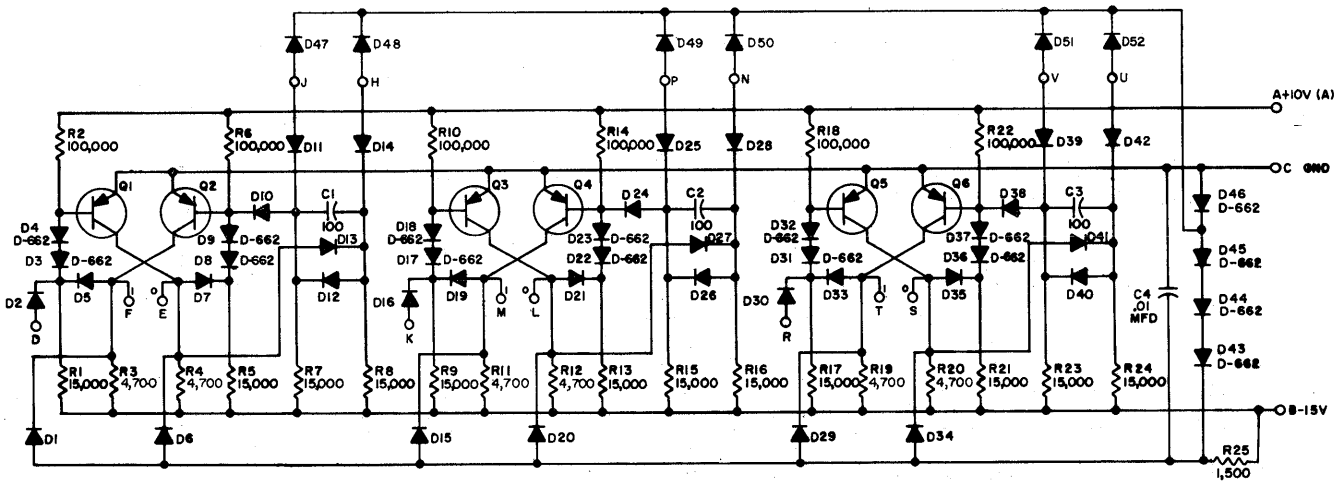 D47
D48
D49
D50
D51
D52
J
H
P
N
V
U
A+10V (A)
R2
100,000
R6
100,000
D11
D14
R10
100,000
R14
100,000
D25
D28
R18
100,000
R22
100,000
D39
D42
C GND
Q1
Q2
D10
C1
100
D13
D12
Q3
Q4
D24
C2
100
D27
D26
Q5
Q6
D38
C3
100
D41
D40
D46
D-662
D45
D-662
D44
D-662
D43
D-662
C4
.01
MFD
D4
D-662
D3
D-662
D5
D2
D
1
F
0
E
D9
D-662
D8
D-662
D7
D18
D-662
D17
D-662
D19
D16
K
1
M
0
L
D23
D-662
D22
D-662
D21
D32
D-662
D31
D-662
D33
D30
R
1
T
0
S
D37
D-662
D36
D-662
D35
R1
15,000
R3
4,700
R4
4,700
R5
15,000
R7
15,000
R8
15,000
R9
15,000
R11
4,700
R12
4,700
R13
15,000
R15
15,000
R16
15,000
R17
15,000
R19
4,700
R20
4,700
R21
15,000
R23
15,000
R24
15,000
B-15V
D1
D6
D15
D20
D29
D34
R25
1,500